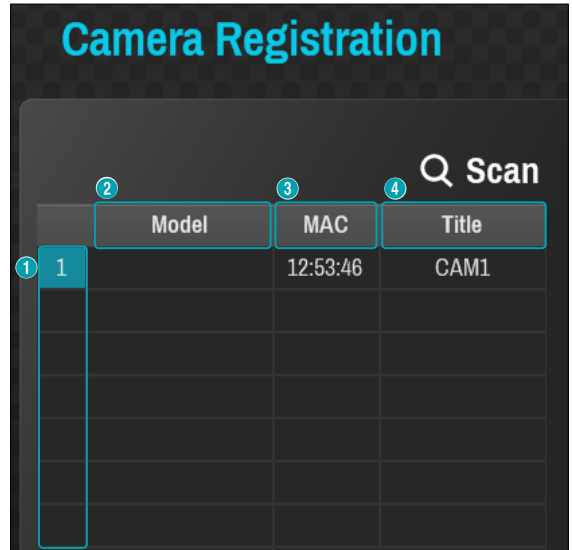 Camera Registration
Scan
2 3 4
Model MAC Title
1 1 12:53:46 CAM1